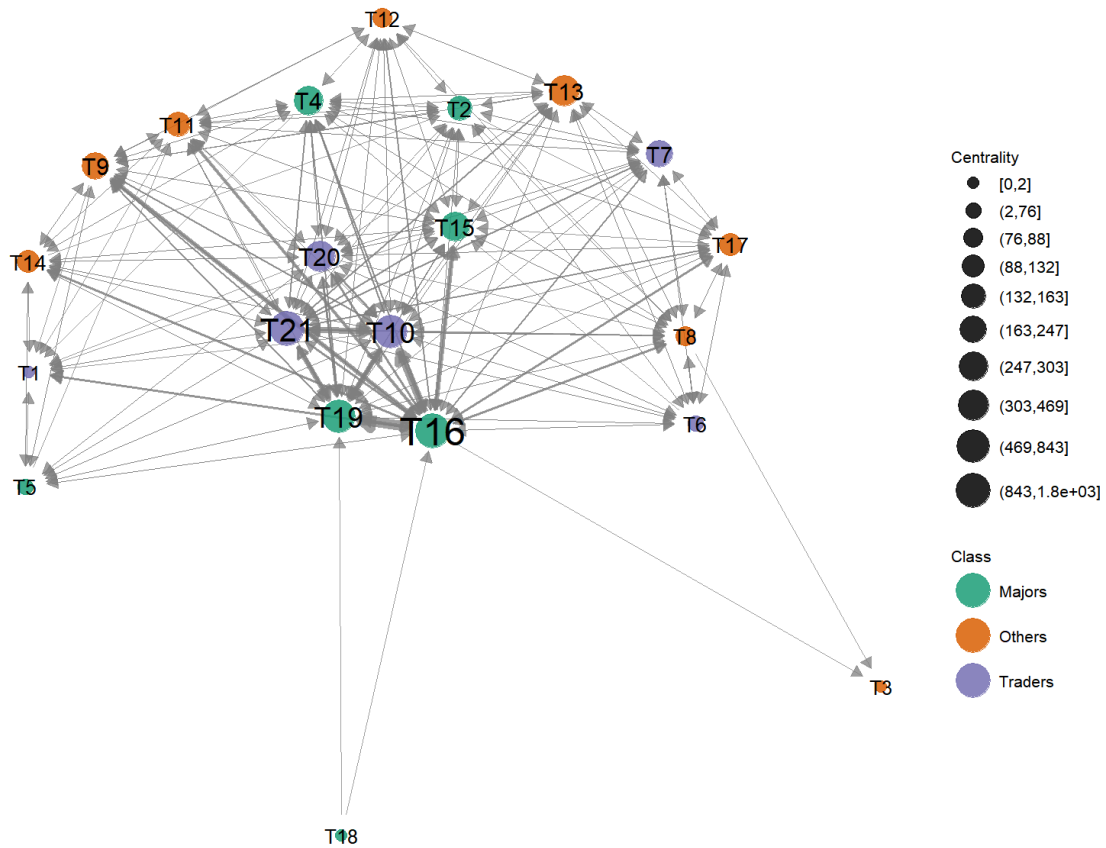 T12
T4
T13
T2
T11
T7
T9
T15
T17
T20
T14
T21
T10
T8
T1
T19
T16
T6
T5
T3
T18
Centrality
[0,2]
(2,76]
(76,88]
(88,132]
(132,163]
(163,247]
(247,303]
(303,469]
(469,843]
(843,1.8e+03]
Class
Majors
Others
Traders